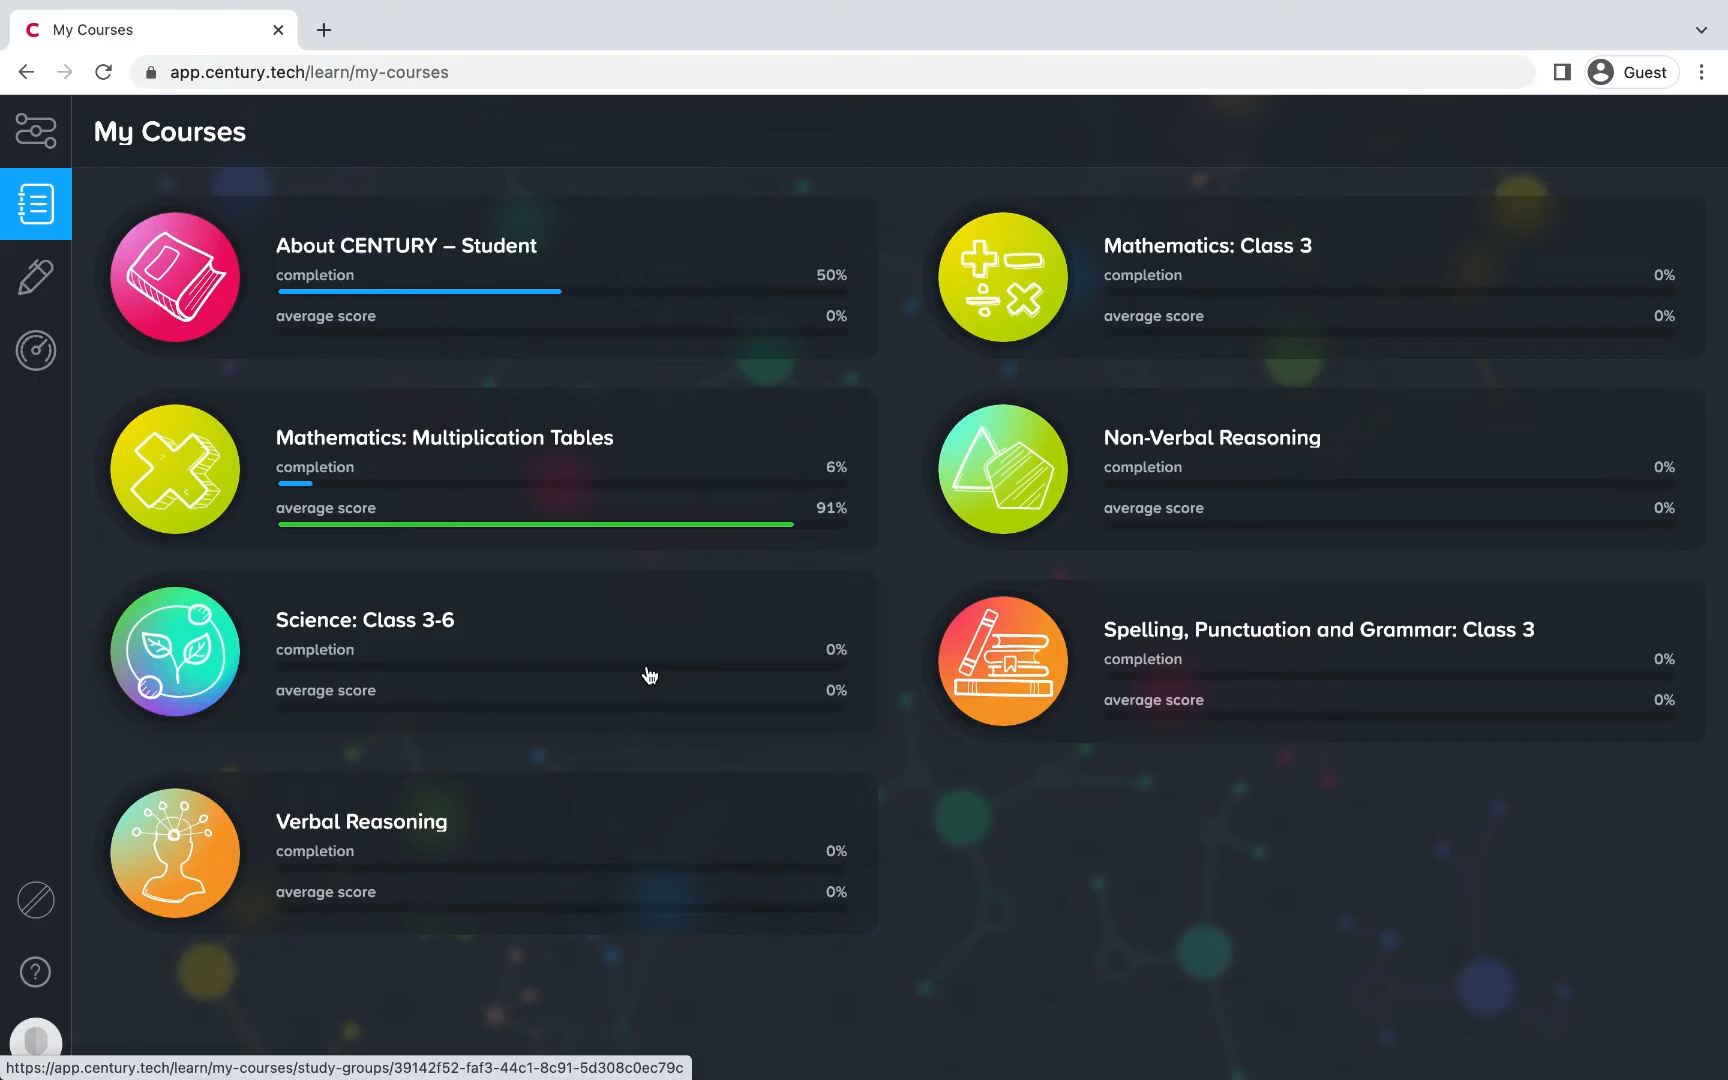 My Courses
app.century.tech/learn/my-courses
Guest
My Courses
About CENTURY – Student
completion 50%
average score 0%
Mathematics: Class 3
completion 0%
average score 0%
Mathematics: Multiplication Tables
completion 6%
average score 91%
Non-Verbal Reasoning
completion 0%
average score 0%
Science: Class 3-6
completion 0%
average score 0%
Spelling, Punctuation and Grammar: Class 3
completion 0%
average score 0%
Verbal Reasoning
completion 0%
average score 0%
https://app.century.tech/learn/my-courses/study-groups/39142f52-faf3-44c1-8c91-5d308c0ec79c